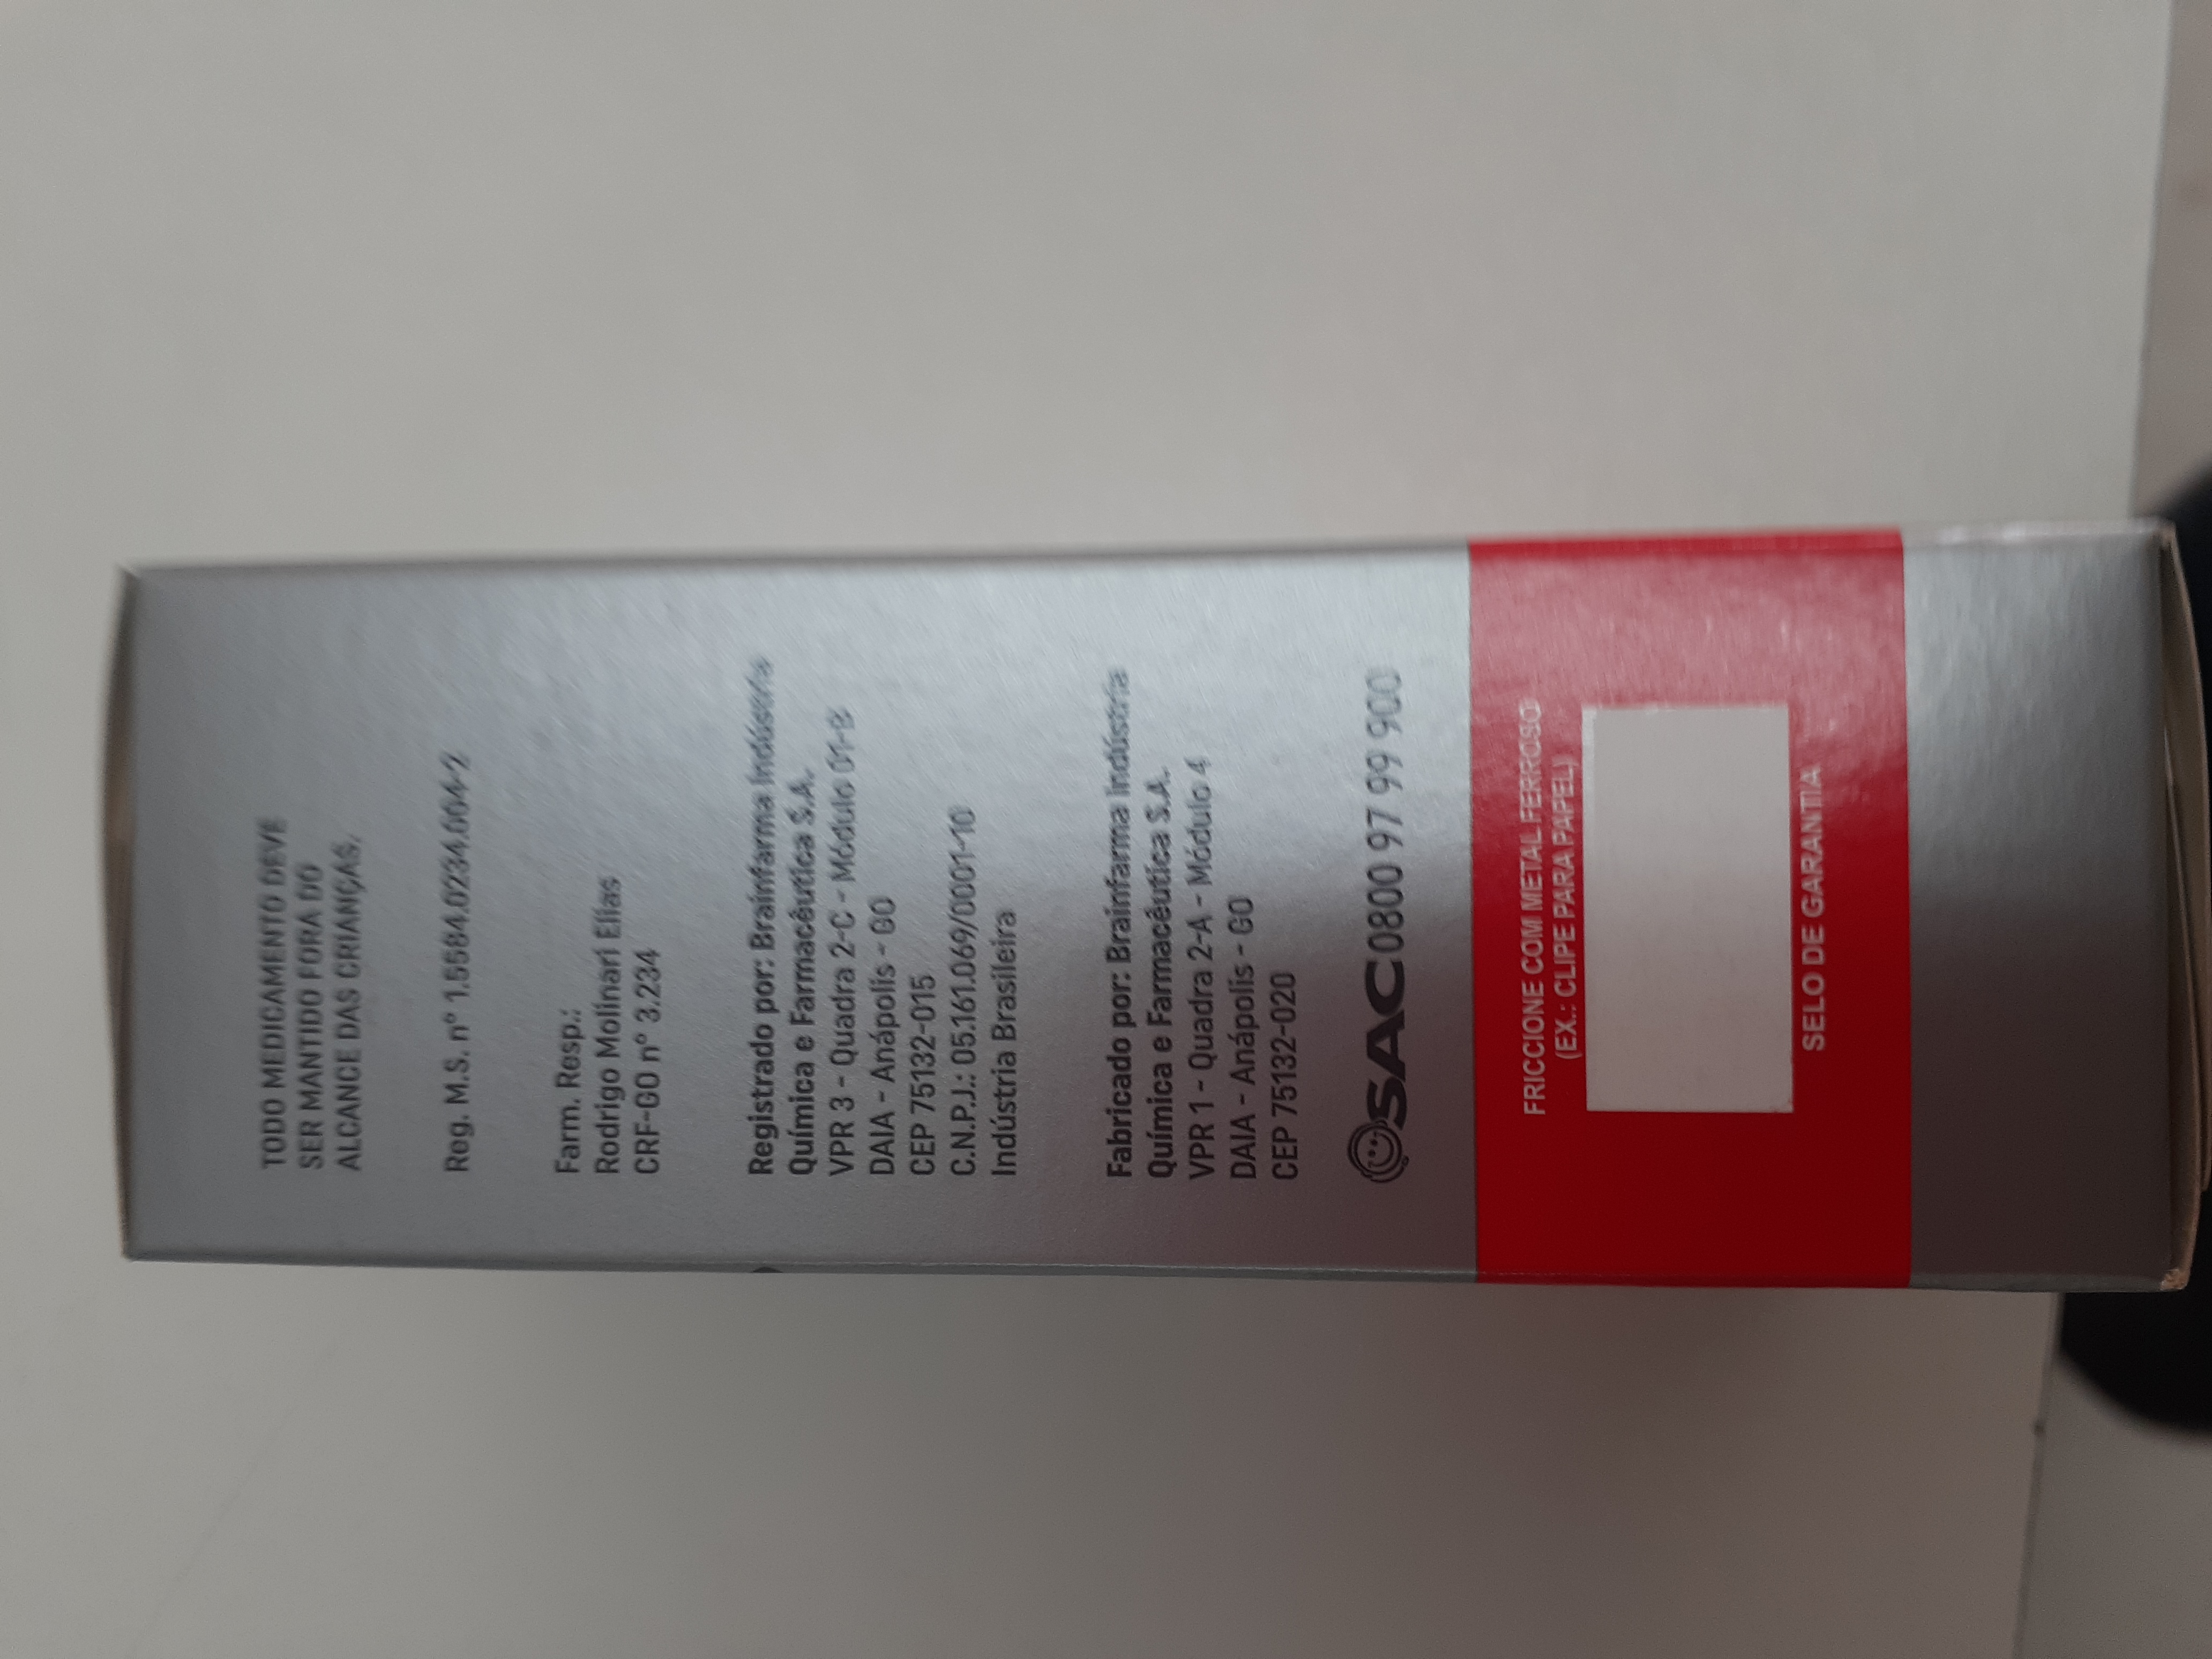 TODO MEDICAMENTO DEVE
SER MANTIDO FORA DO
ALCANCE DAS CRIANÇAS.
Reg. M.S. nº 1.5584.0234.004-2
Farm. Resp.:
Rodrigo Molinari Elias
CRF-GO nº 3.234
Registrado por: Brainfarma Indústria
Química e Farmacêutica S.A.
VPR 3 - Quadra 2-C - Módulo 01-B
DAIA - Anápolis - GO
CEP 75132-015
C.N.P.J.: 05.161.069/0001-10
Indústria Brasileira
Fabricado por: Brainfarma Indústria
Química e Farmacêutica S.A.
VPR 1 - Quadra 2-A - Módulo 4
DAIA - Anápolis - GO
CEP 75132-020
SAC 0800 97 99 900
FRICCIONE COM METAL FERROSO
(EX.: CLIPE PARA PAPEL)
SELO DE GARANTIA